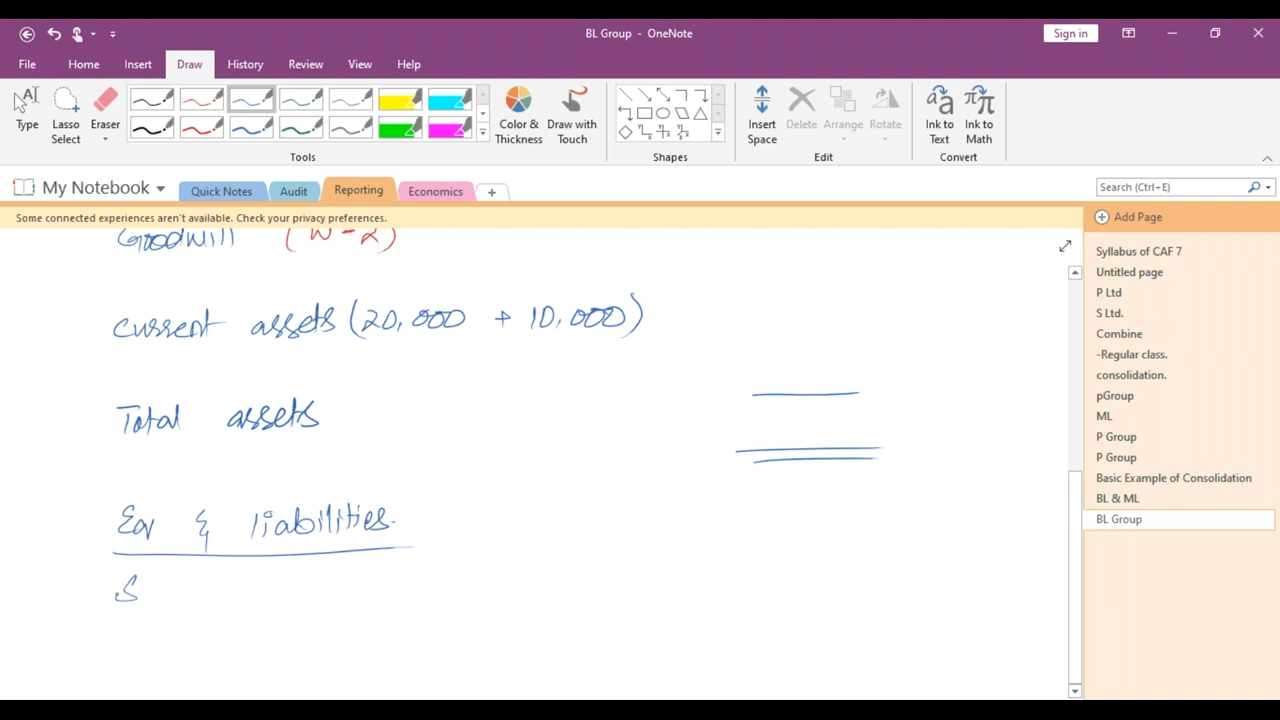 BL Group - OneNote
Sign in
File Home Insert Draw History Review View Help
Type
Lasso Select
Eraser
Color & Thickness
Draw with Touch
Insert Space
Delete
Arrange
Rotate
Ink to Text
Ink to Math
Tools
Shapes
Edit
Convert
My Notebook
Quick Notes
Audit
Reporting
Economics
Search (Ctrl+E)
Some connected experiences aren't available. Check your privacy preferences.
Add Page
Goodwill (W-2)
current assets (20,000 + 10,000)
Total assets
Eq & liabilities.
S
Syllabus of CAF 7
Untitled page
P Ltd
S Ltd.
Combine
-Regular class.
consolidation.
pGroup
ML
P Group
P Group
Basic Example of Consolidation
BL & ML
BL Group